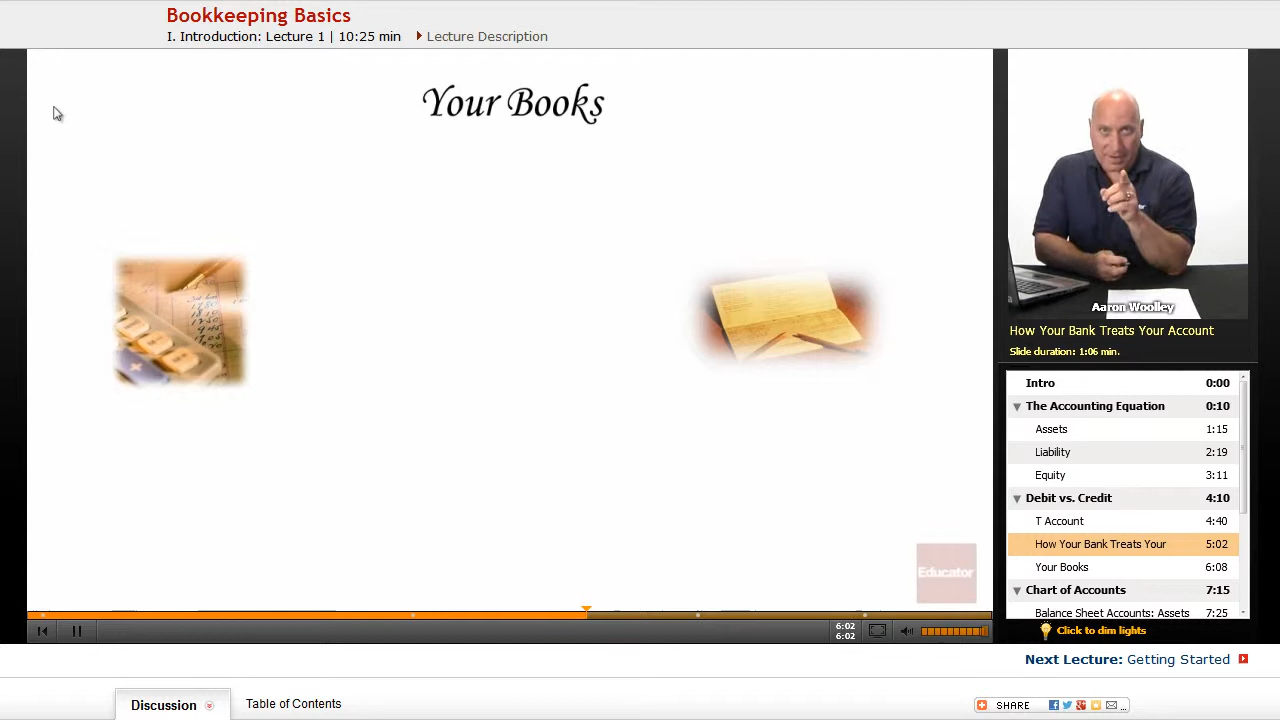 Bookkeeping Basics
I. Introduction: Lecture 1 | 10:25 min Lecture Description
Your Books
Educator
Aaron Woolley
How Your Bank Treats Your Account
Slide duration: 1:06 min.
Intro 0:00
The Accounting Equation 0:10
Assets 1:15
Liability 2:19
Equity 3:11
Debit vs. Credit 4:10
T Account 4:40
How Your Bank Treats Your 5:02
Your Books 6:08
Chart of Accounts 7:15
Balance Sheet Accounts: Assets 7:25
6:02
6:02
Click to dim lights
Next Lecture: Getting Started
Discussion Table of Contents
SHARE